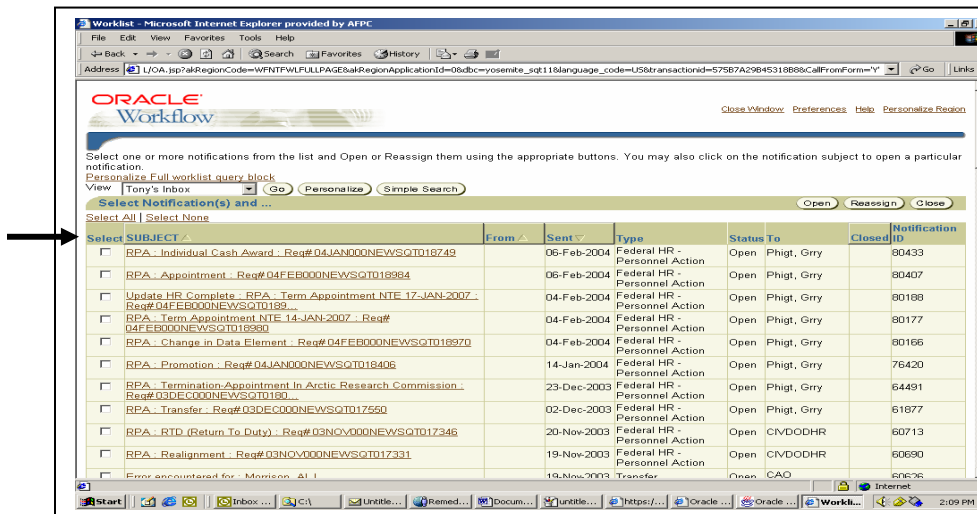 Worklist - Microsoft Internet Explorer provided by AFPC
File Edit View Favorites Tools Help
Back Search Favorites History
Address L/OA.jsp?akRegionCode=WFNTFWLFULLPAGE&akRegionApplicationId=0&dbc=yosemite_sqt11&language_code=US&transactionid=575B7A29B45318B8&CallFromForm='Y' Go Links
ORACLE
Workflow
Close Window Preferences Help Personalize Region
Select one or more notifications from the list and Open or Reassign them using the appropriate buttons. You may also click on the notification subject to open a particular
notification.
Personalize Full worklist query block
View Tony's Inbox Go Personalize Simple Search
Select Notification(s) and ... Open Reassign Close
Select All | Select None
Select SUBJECT From Sent Type Status To Closed Notification ID
RPA : Individual Cash Award : Req# 04JAN000NEWSQT018749 06-Feb-2004 Federal HR - Personnel Action Open Phigt, Grry 80433
RPA : Appointment : Req# 04FEB000NEWSQT018984 06-Feb-2004 Federal HR - Personnel Action Open Phigt, Grry 80407
Update HR Complete : RPA : Term Appointment NTE 17-JAN-2007 : Req# 04FEB000NEWSQT0189... 04-Feb-2004 Federal HR - Personnel Action Open Phigt, Grry 80188
RPA : Term Appointment NTE 14-JAN-2007 : Req# 04FEB000NEWSQT018980 04-Feb-2004 Federal HR - Personnel Action Open Phigt, Grry 80177
RPA : Change in Data Element : Req# 04FEB000NEWSQT018970 04-Feb-2004 Federal HR - Personnel Action Open Phigt, Grry 80166
RPA : Promotion : Req# 04JAN000NEWSQT018406 14-Jan-2004 Federal HR - Personnel Action Open Phigt, Grry 76420
RPA : Termination-Appointment In Arctic Research Commission : Req# 03DEC000NEWSQT0180... 23-Dec-2003 Federal HR - Personnel Action Open Phigt, Grry 64491
RPA : Transfer : Req# 03DEC000NEWSQT017550 02-Dec-2003 Federal HR - Personnel Action Open Phigt, Grry 61877
RPA : RTD (Return To Duty) : Req# 03NOV000NEWSQT017346 20-Nov-2003 Federal HR - Personnel Action Open CIVDODHR 60713
RPA : Realignment : Req# 03NOV000NEWSQT017331 19-Nov-2003 Federal HR - Personnel Action Open CIVDODHR 60690
Error encountered for : Morrison, Al J 19-Nov-2003 Transfer Open CAO 60626
Internet
Start Inbox ... C:\ Untitle... Remed... Docum... untitle... https:/... Oracle ... Oracle ... Workli... 2:09 PM